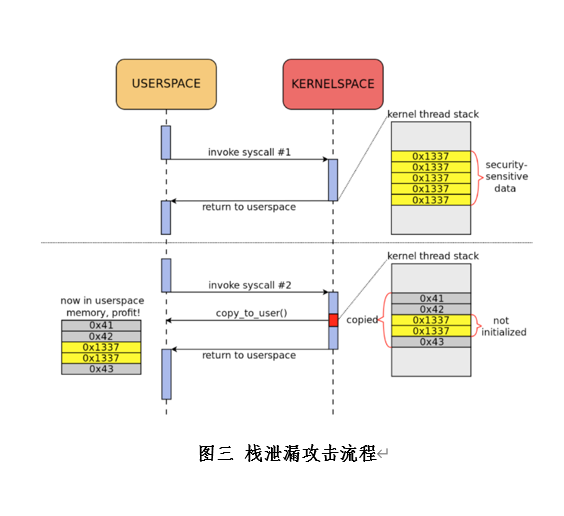 USERSPACE
KERNELSPACE
kernel thread stack
invoke syscall #1
0x1337
0x1337
0x1337
0x1337
0x1337
security-
sensitive
data
return to userspace
kernel thread stack
invoke syscall #2
now in userspace
memory, profit!
0x41
0x42
0x1337
0x1337
0x43
copy_to_user()
copied
0x41
0x42
0x1337
0x1337
0x43
not
initialized
return to userspace
图三 栈泄漏攻击流程↵